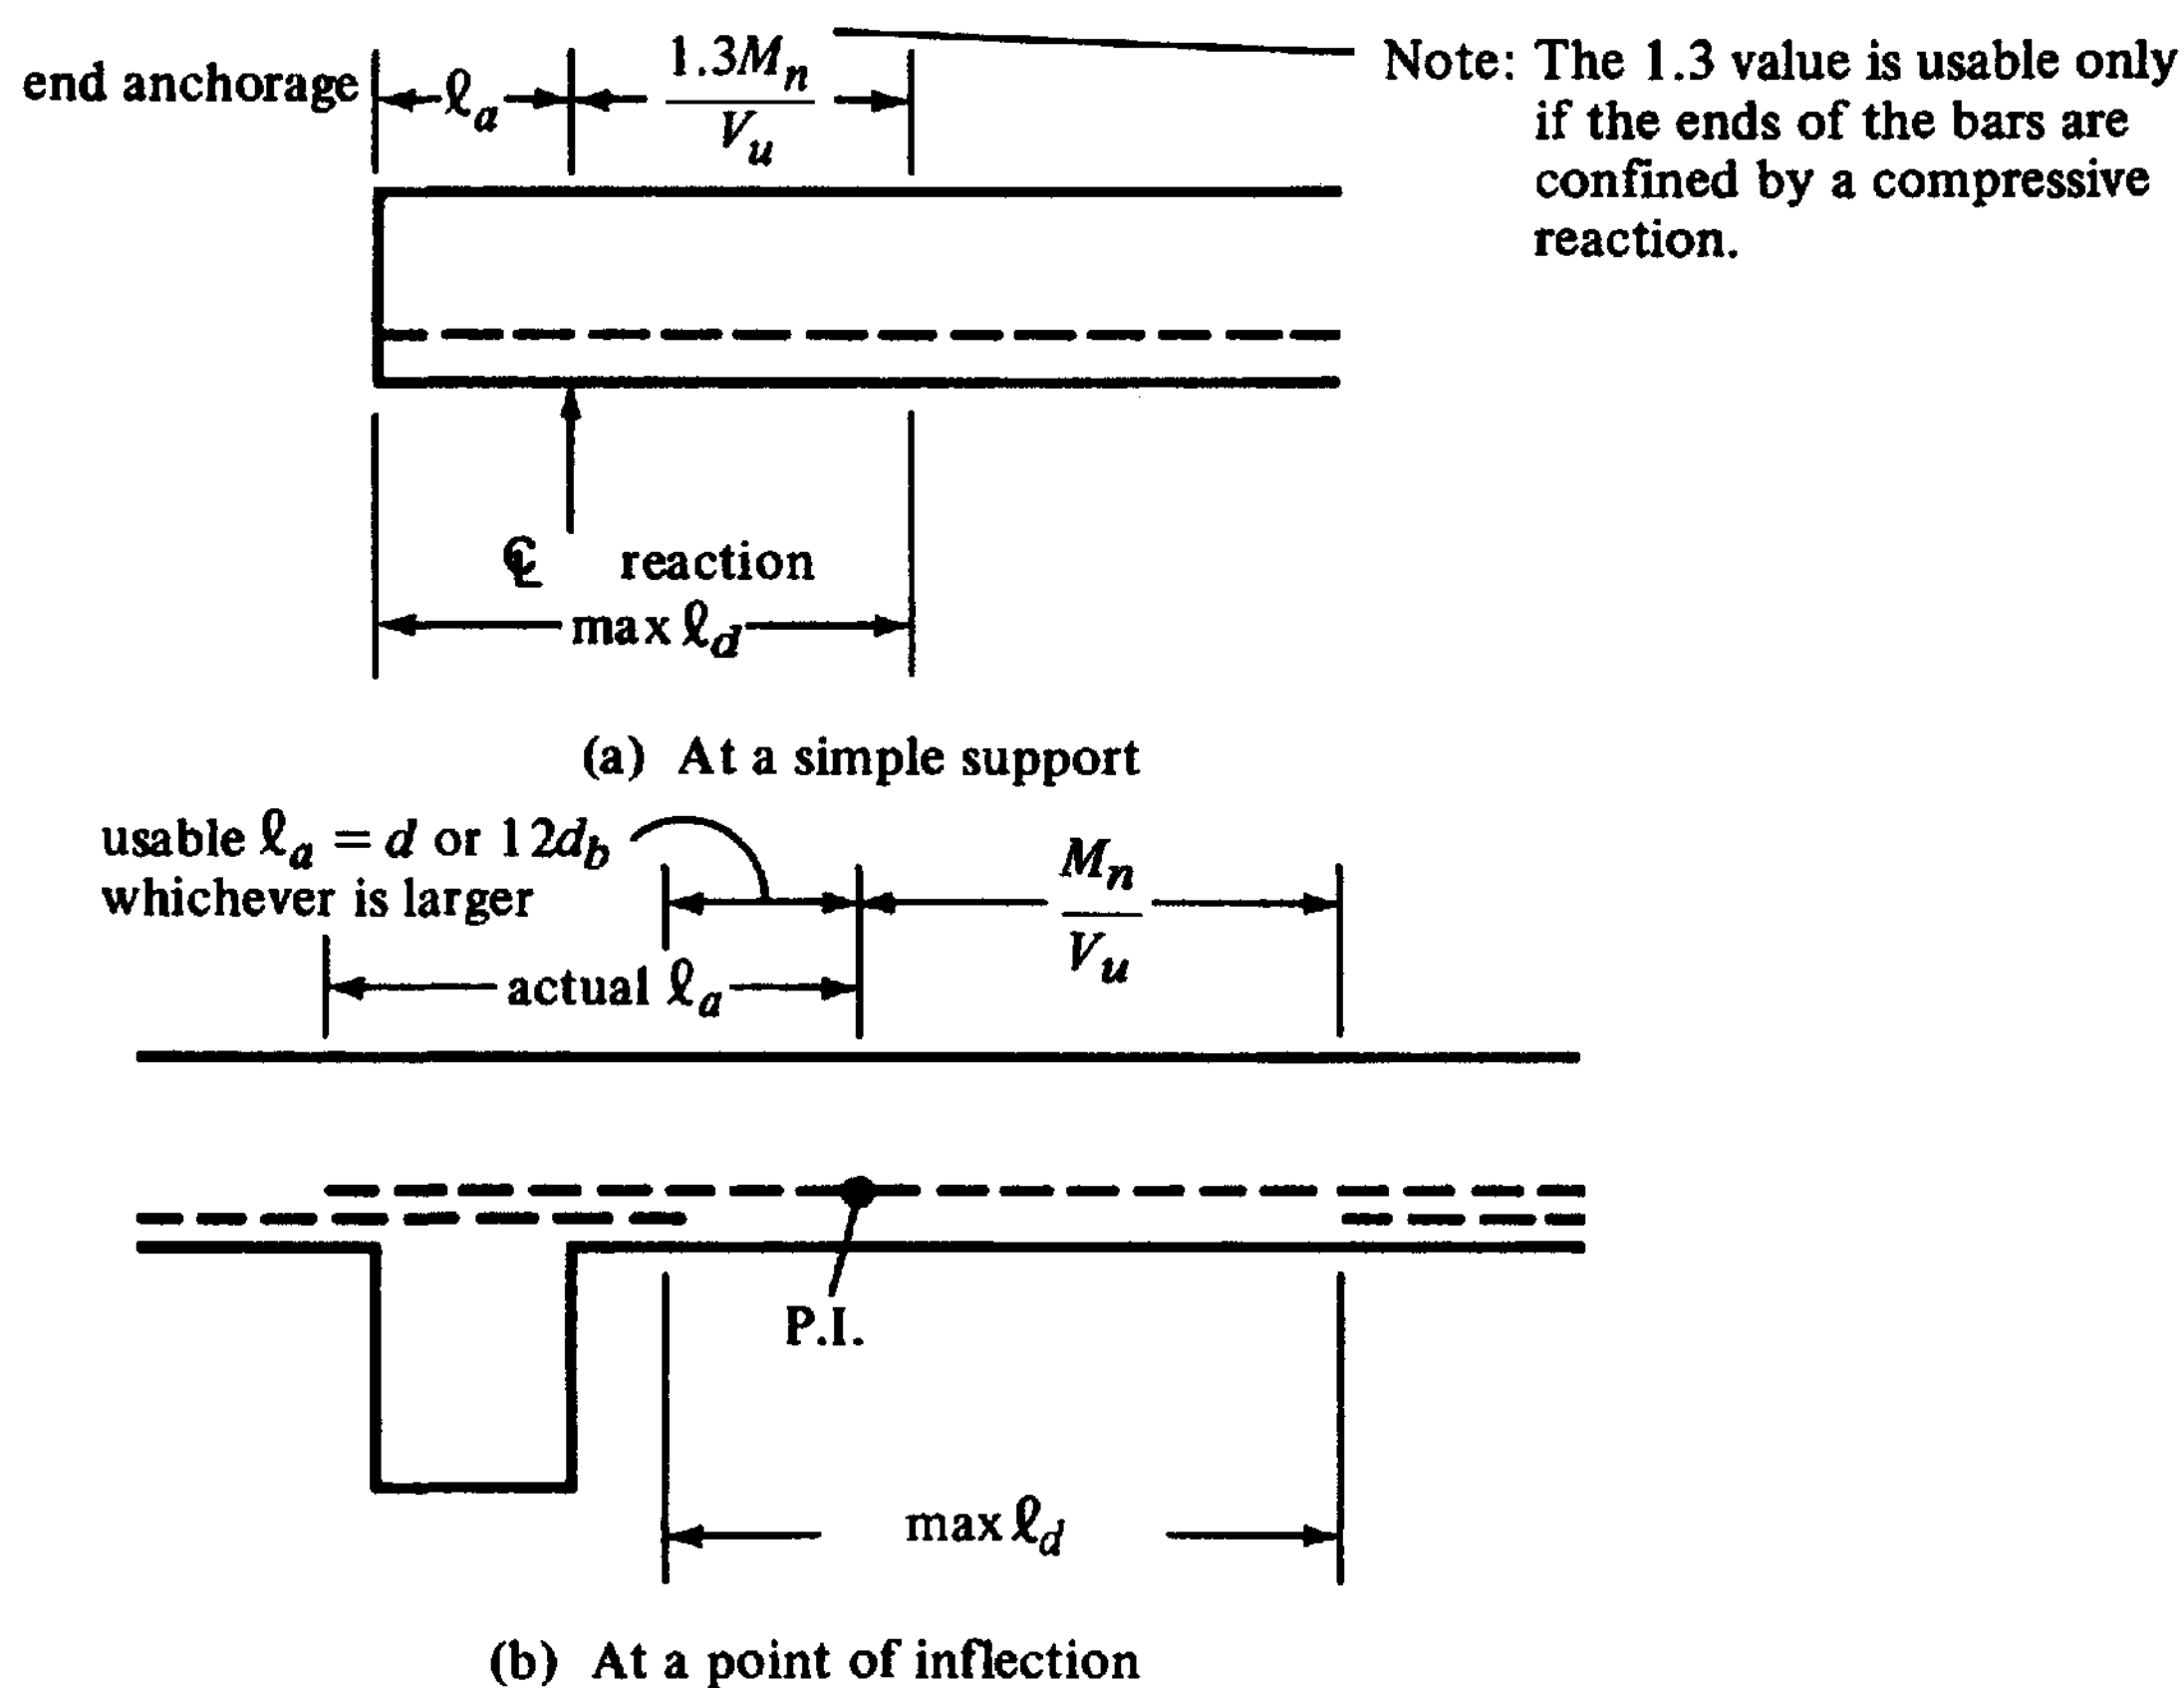 end anchorage
ℓa
1.3Mn
Vu
Note: The 1.3 value is usable only
if the ends of the bars are
confined by a compressive
reaction.
℄ reaction
max ℓd
(a) At a simple support
usable ℓa = d or 12db
whichever is larger
Mn
Vu
actual ℓa
P.I.
max ℓd
(b) At a point of inflection